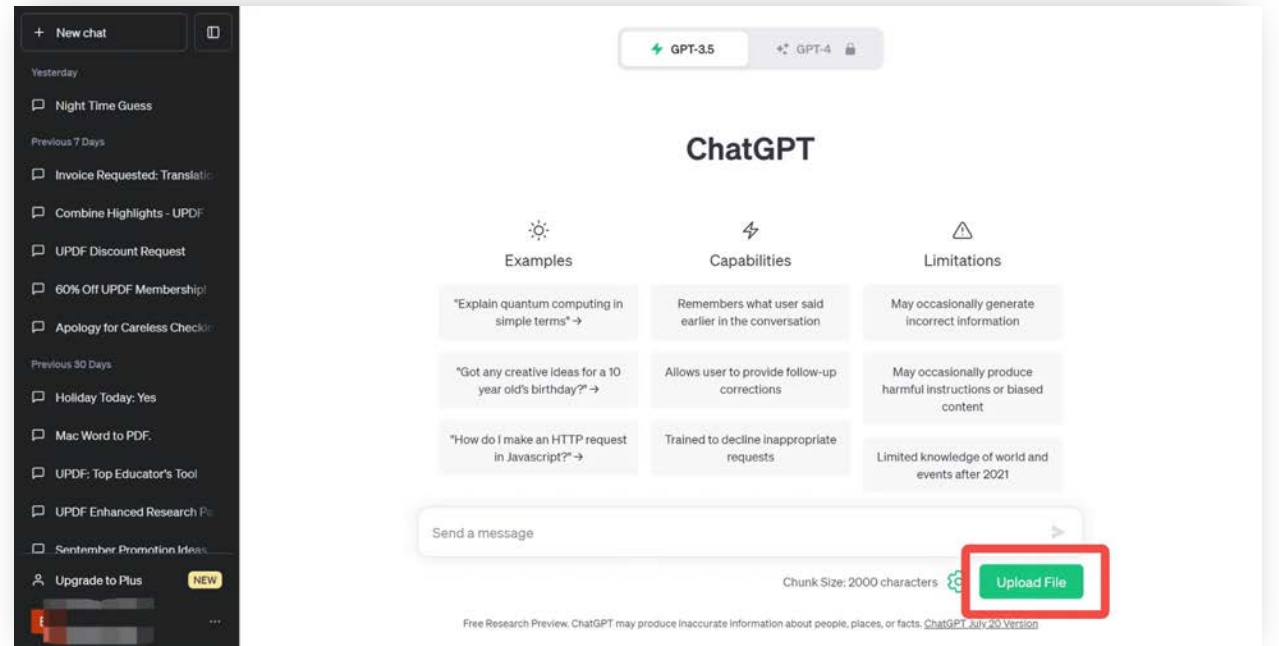 New chat
Yesterday
Night Time Guess
Previous 7 Days
Invoice Requested: Translatio
Combine Highlights - UPDF
UPDF Discount Request
60% Off UPDF Membership!
Apology for Careless Checkin
Previous 30 Days
Holiday Today: Yes
Mac Word to PDF.
UPDF: Top Educator's Tool
UPDF Enhanced Research Pa
September Promotion Ideas
Upgrade to Plus
NEW
GPT-3.5
GPT-4
ChatGPT
Examples
"Explain quantum computing in
simple terms" →
"Got any creative ideas for a 10
year old's birthday?" →
"How do I make an HTTP request
in Javascript?" →
Capabilities
Remembers what user said
earlier in the conversation
Allows user to provide follow-up
corrections
Trained to decline inappropriate
requests
Limitations
May occasionally generate
incorrect information
May occasionally produce
harmful instructions or biased
content
Limited knowledge of world and
events after 2021
Send a message
Chunk Size: 2000 characters
Upload File
Free Research Preview. ChatGPT may produce inaccurate information about people, places, or facts. ChatGPT July 20 Version